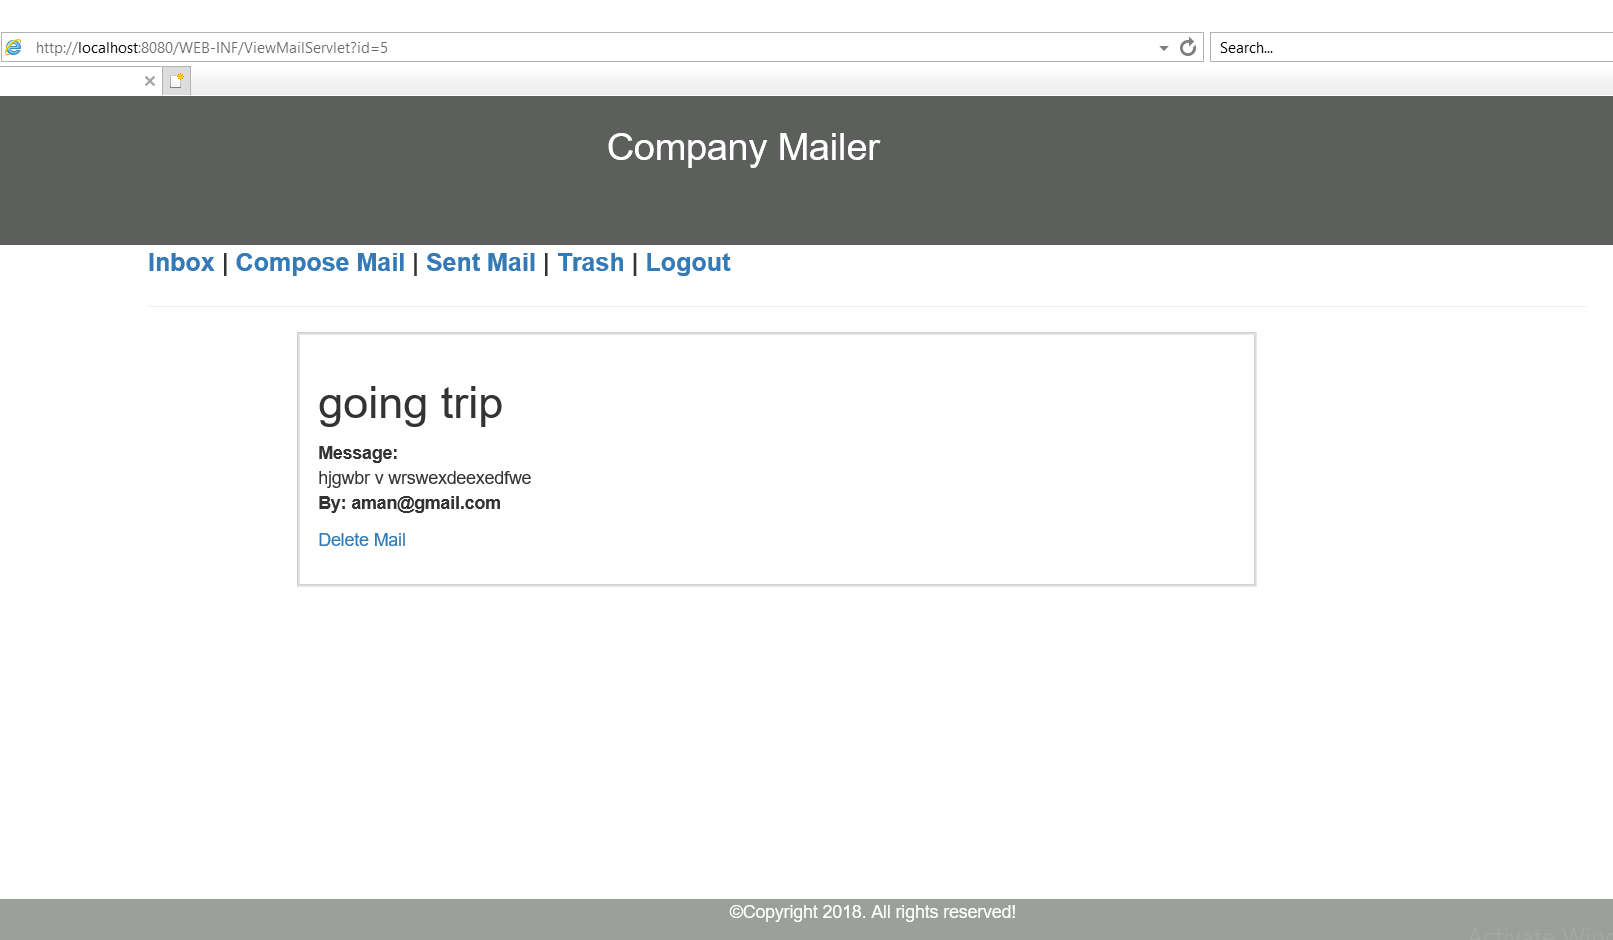 http://localhost:8080/WEB-INF/ViewMailServlet?id=5
Search...
Company Mailer
Inbox | Compose Mail | Sent Mail | Trash | Logout
going trip
Message:
hjgwbr v wrswexdeexedfwe
By: aman@gmail.com
Delete Mail
©Copyright 2018. All rights reserved!
Activate